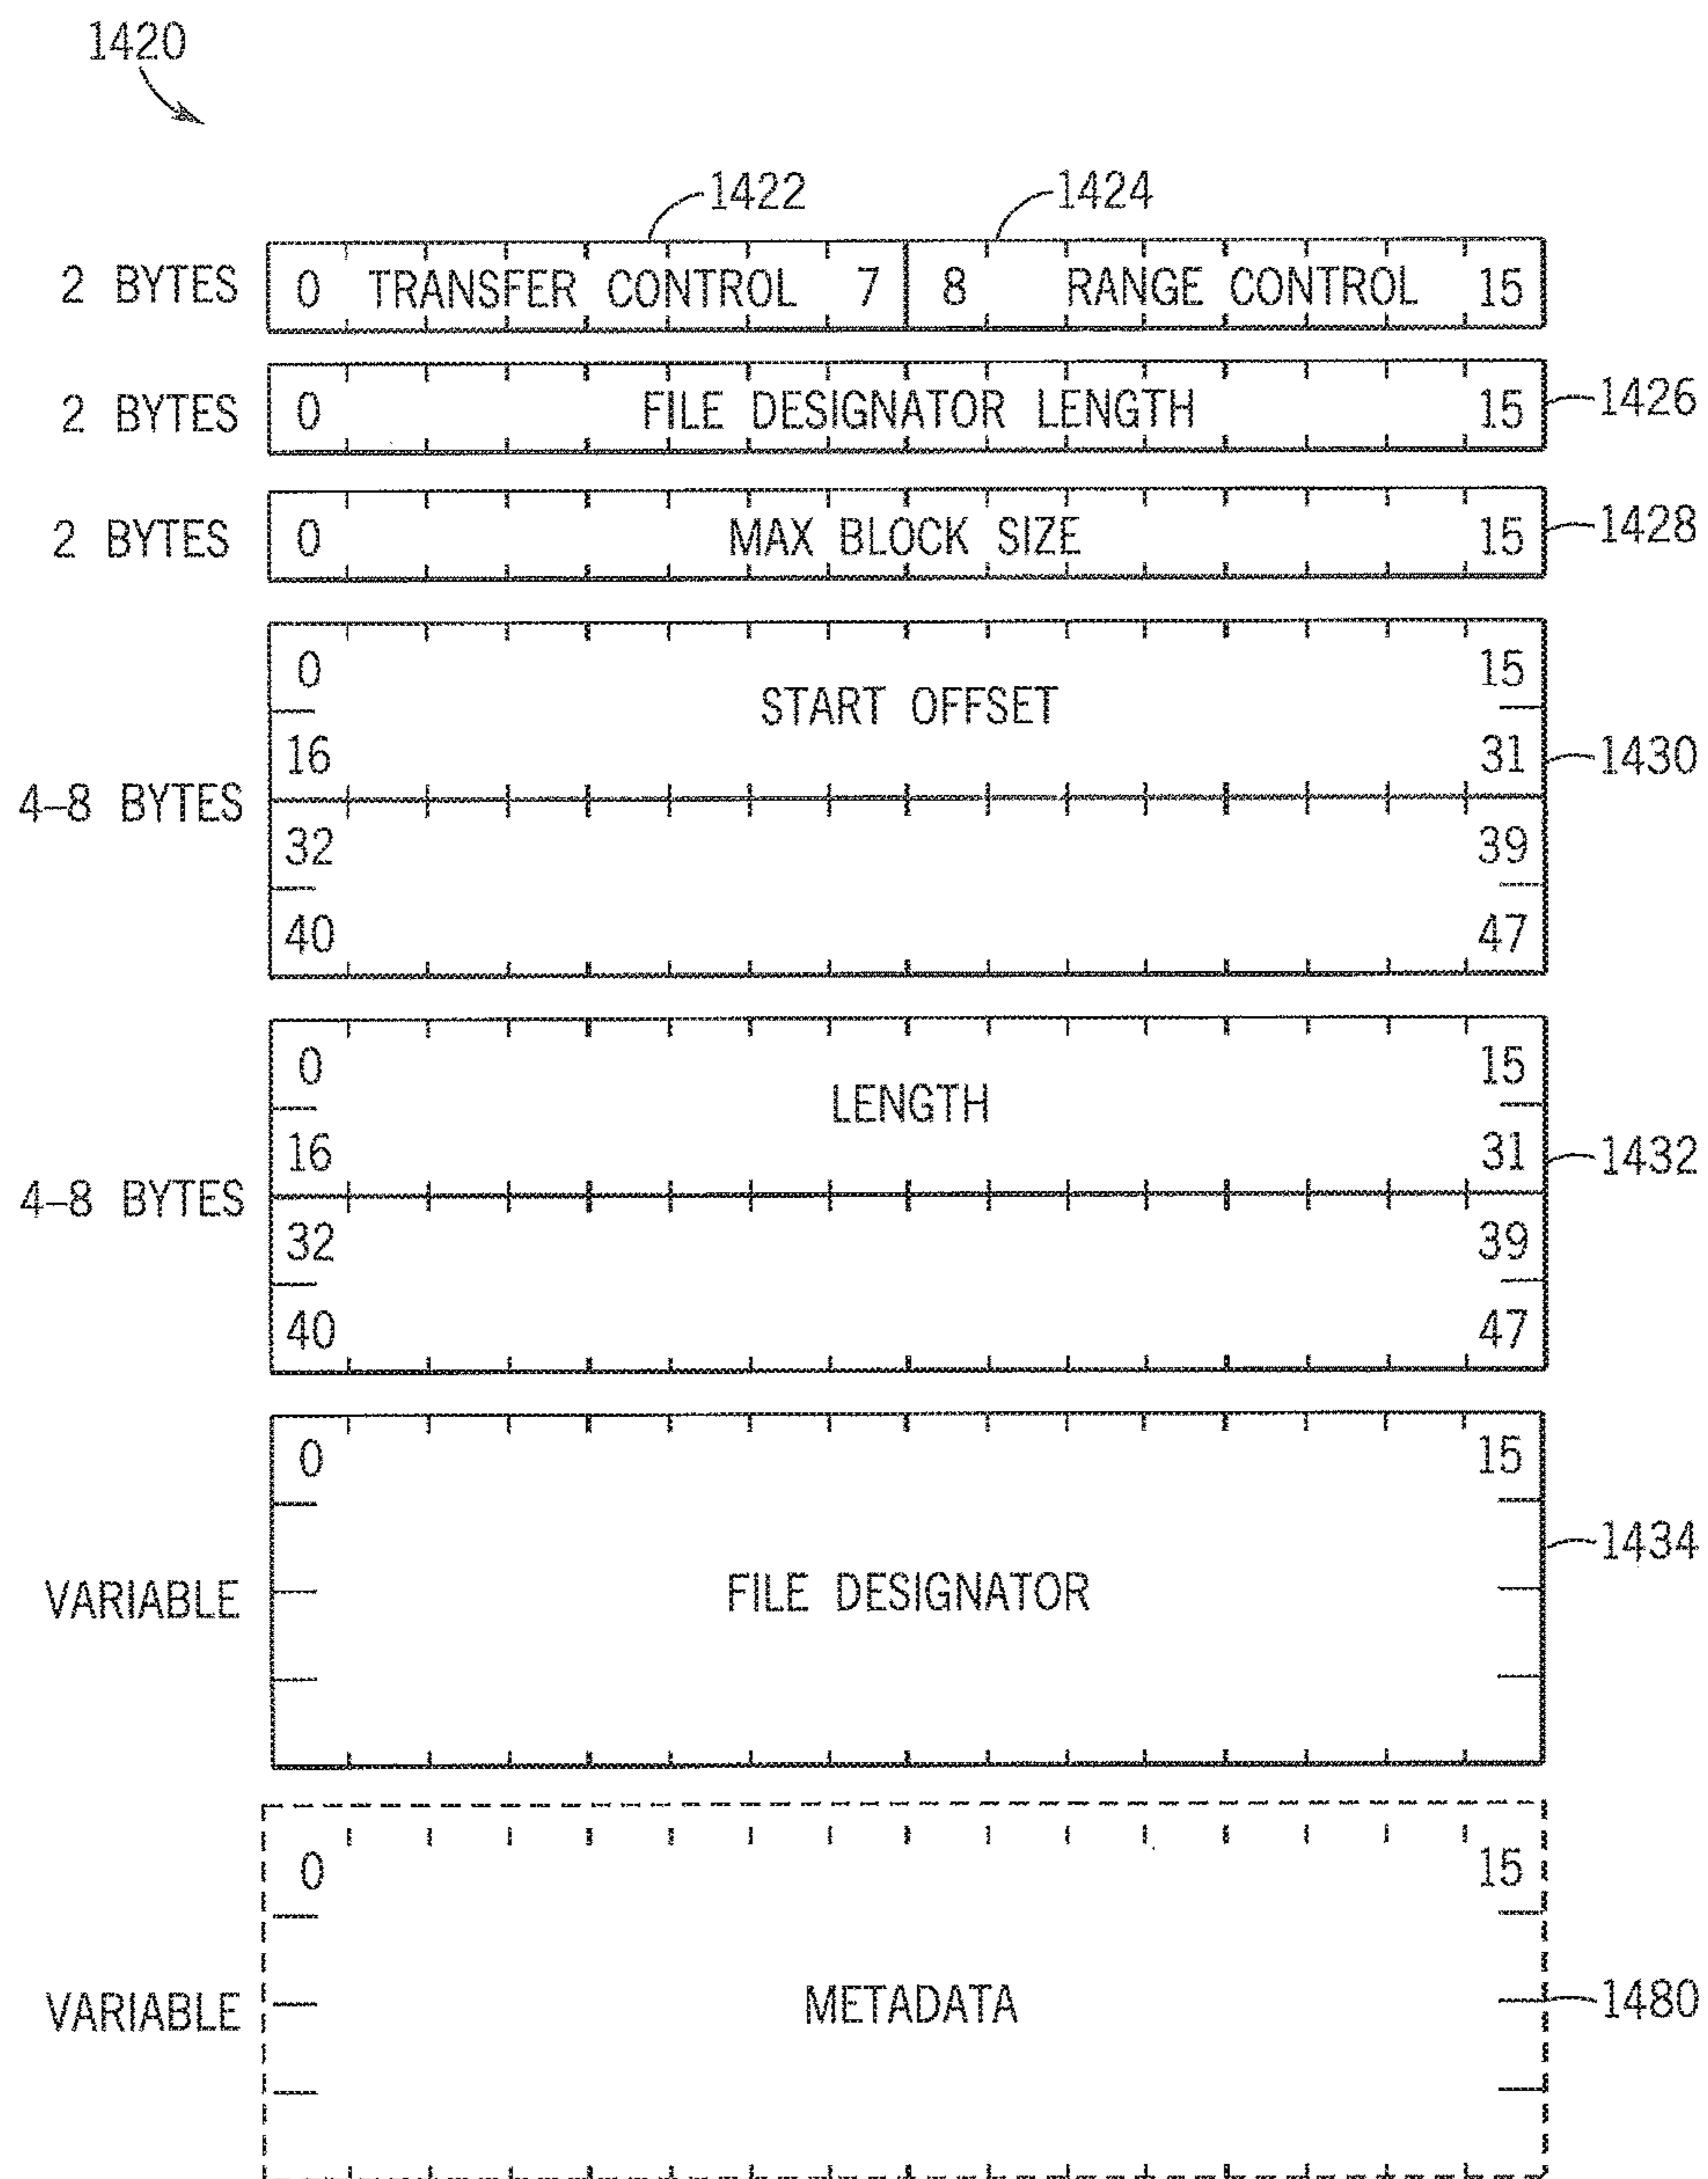 1420
1422 1424
2 BYTES 0 TRANSFER CONTROL 7 8 RANGE CONTROL 15
2 BYTES 0 FILE DESIGNATOR LENGTH 15 1426
2 BYTES 0 MAX BLOCK SIZE 15 1428
0 15
START OFFSET
16 31 1430
4–8 BYTES
32 39
40 47
0 15
LENGTH
16 31 1432
4–8 BYTES
32 39
40 47
0 15
1434
VARIABLE FILE DESIGNATOR
0 15
VARIABLE METADATA 1480